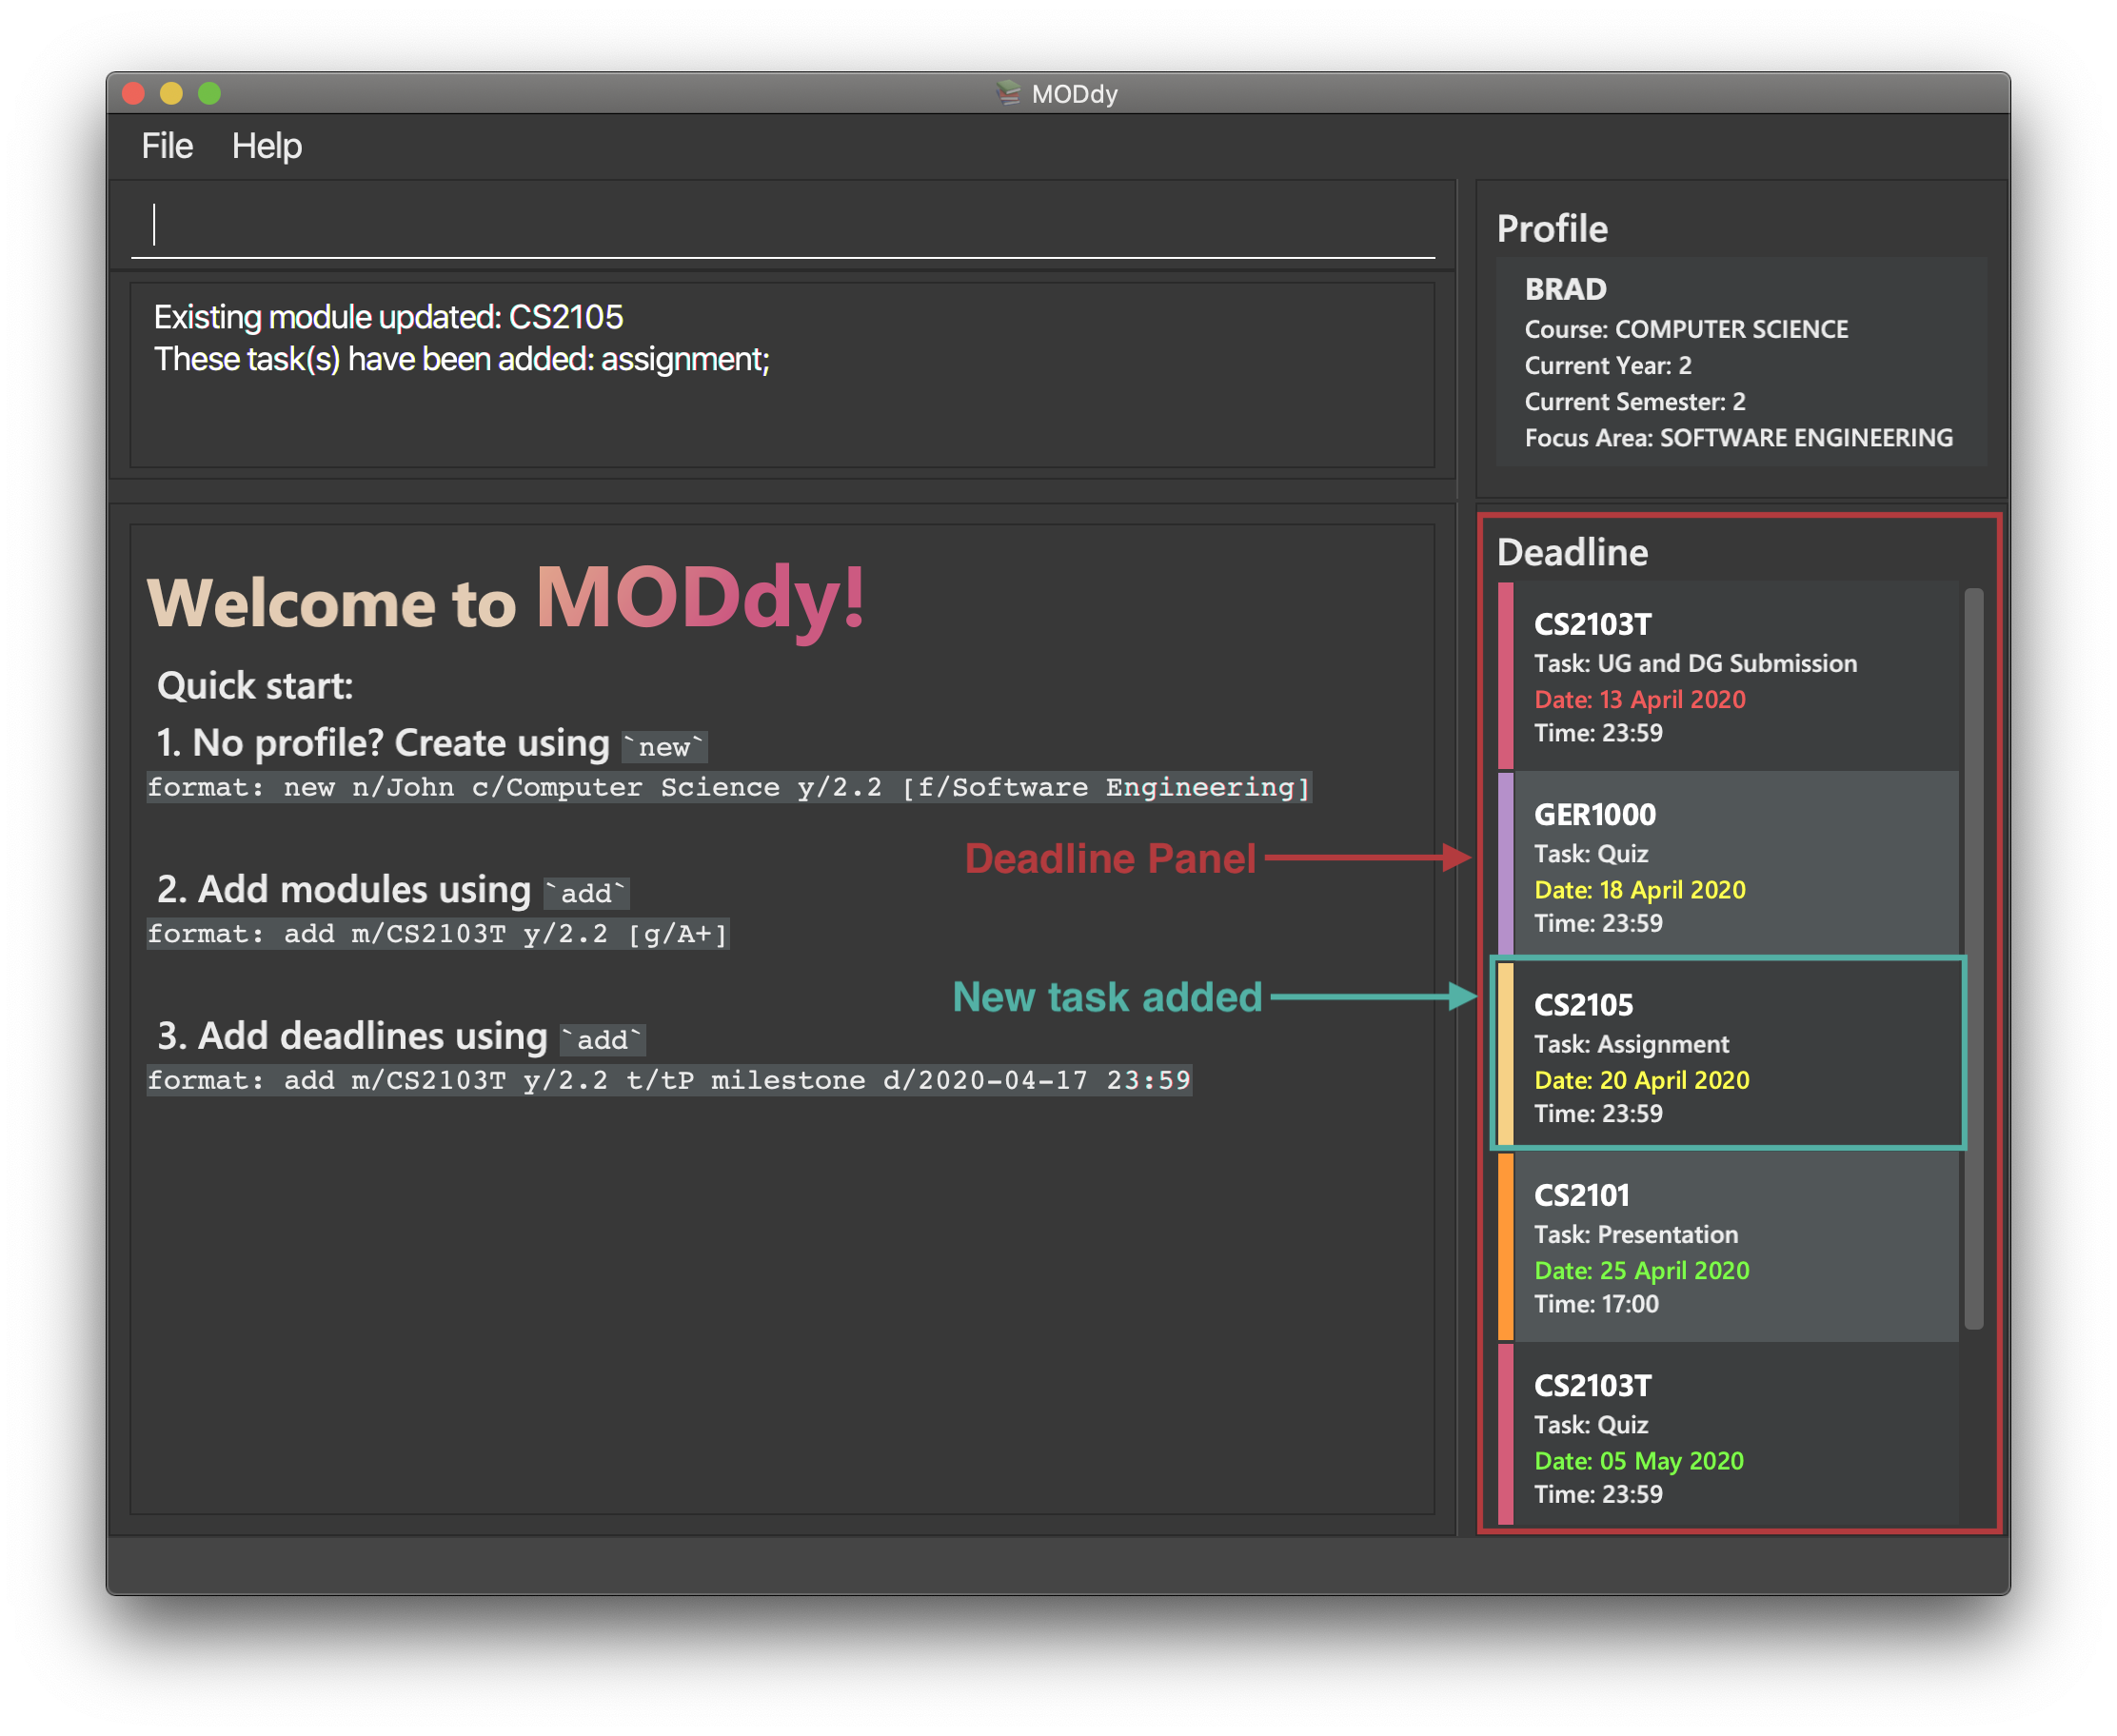 MODdy
File Help
Existing module updated: CS2105
These task(s) have been added: assignment;
Profile
BRAD
Course: COMPUTER SCIENCE
Current Year: 2
Current Semester: 2
Focus Area: SOFTWARE ENGINEERING
Welcome to MODdy!
Quick start:
1. No profile? Create using `new`
format: new n/John c/Computer Science y/2.2 [f/Software Engineering]
2. Add modules using `add`
format: add m/CS2103T y/2.2 [g/A+]
3. Add deadlines using `add`
format: add m/CS2103T y/2.2 t/tP milestone d/2020-04-17 23:59
Deadline Panel
New task added
Deadline
CS2103T
Task: UG and DG Submission
Date: 13 April 2020
Time: 23:59
GER1000
Task: Quiz
Date: 18 April 2020
Time: 23:59
CS2105
Task: Assignment
Date: 20 April 2020
Time: 23:59
CS2101
Task: Presentation
Date: 25 April 2020
Time: 17:00
CS2103T
Task: Quiz
Date: 05 May 2020
Time: 23:59